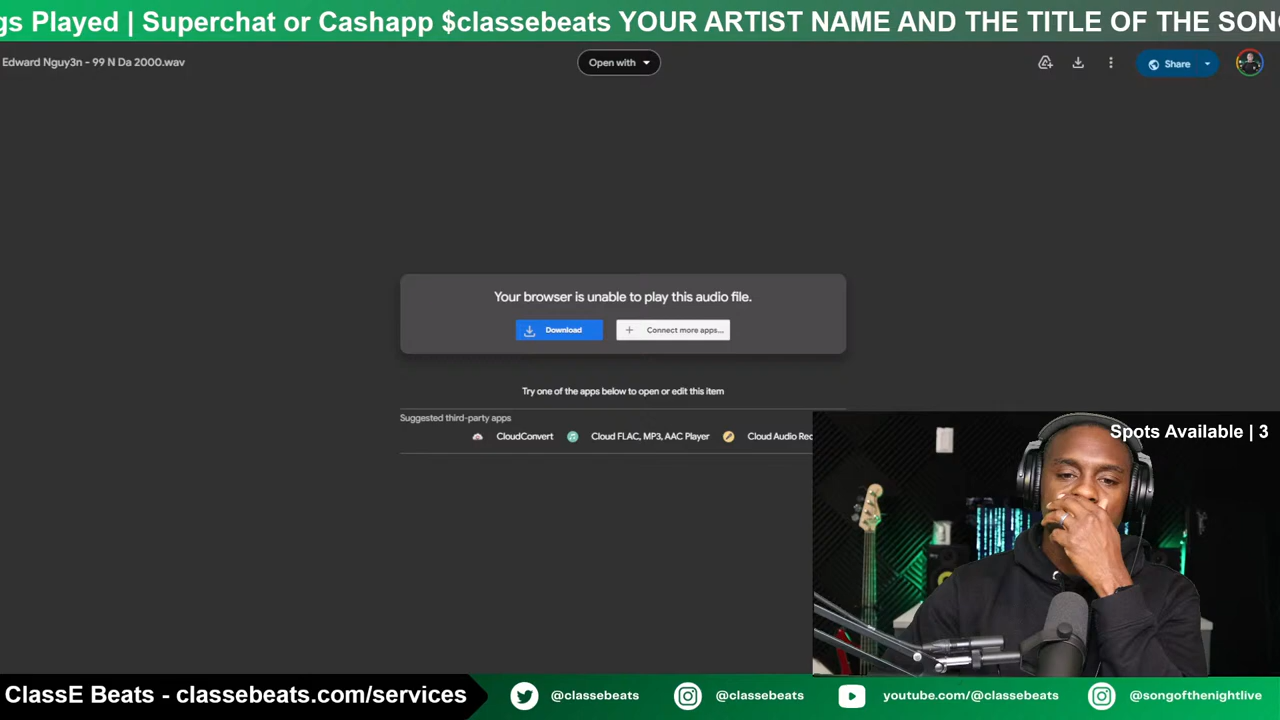 gs Played | Superchat or Cashapp $classebeats YOUR ARTIST NAME AND THE TITLE OF THE SONG
Edward Nguy3n - 99 N Da 2000.wav
Open with
Share
Your browser is unable to play this audio file.
Download
Connect more apps...
Try one of the apps below to open or edit this item
Suggested third-party apps
CloudConvert
Cloud FLAC, MP3, AAC Player
Cloud Audio Rec
Spots Available | 3
ClassE Beats - classebeats.com/services
@classebeats
@classebeats
youtube.com/@classebeats
@songofthenightlive